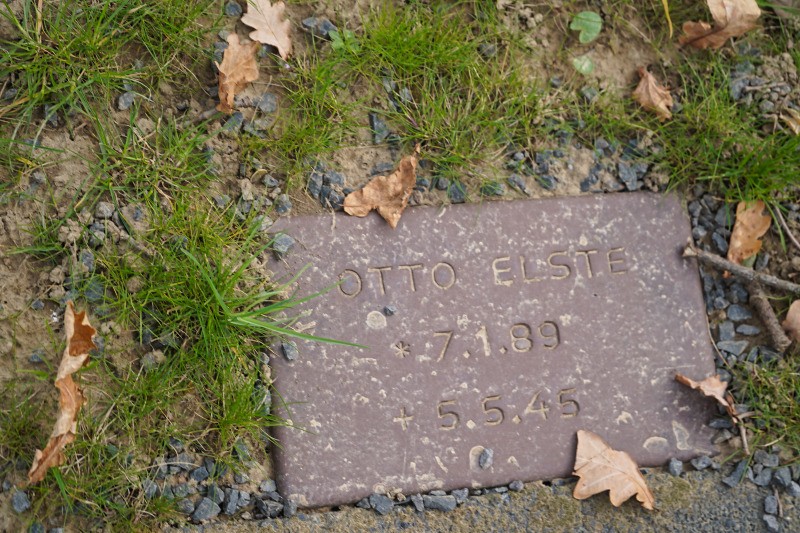 OTTO ELSTE
* 7.1.89
+ 5.5.45